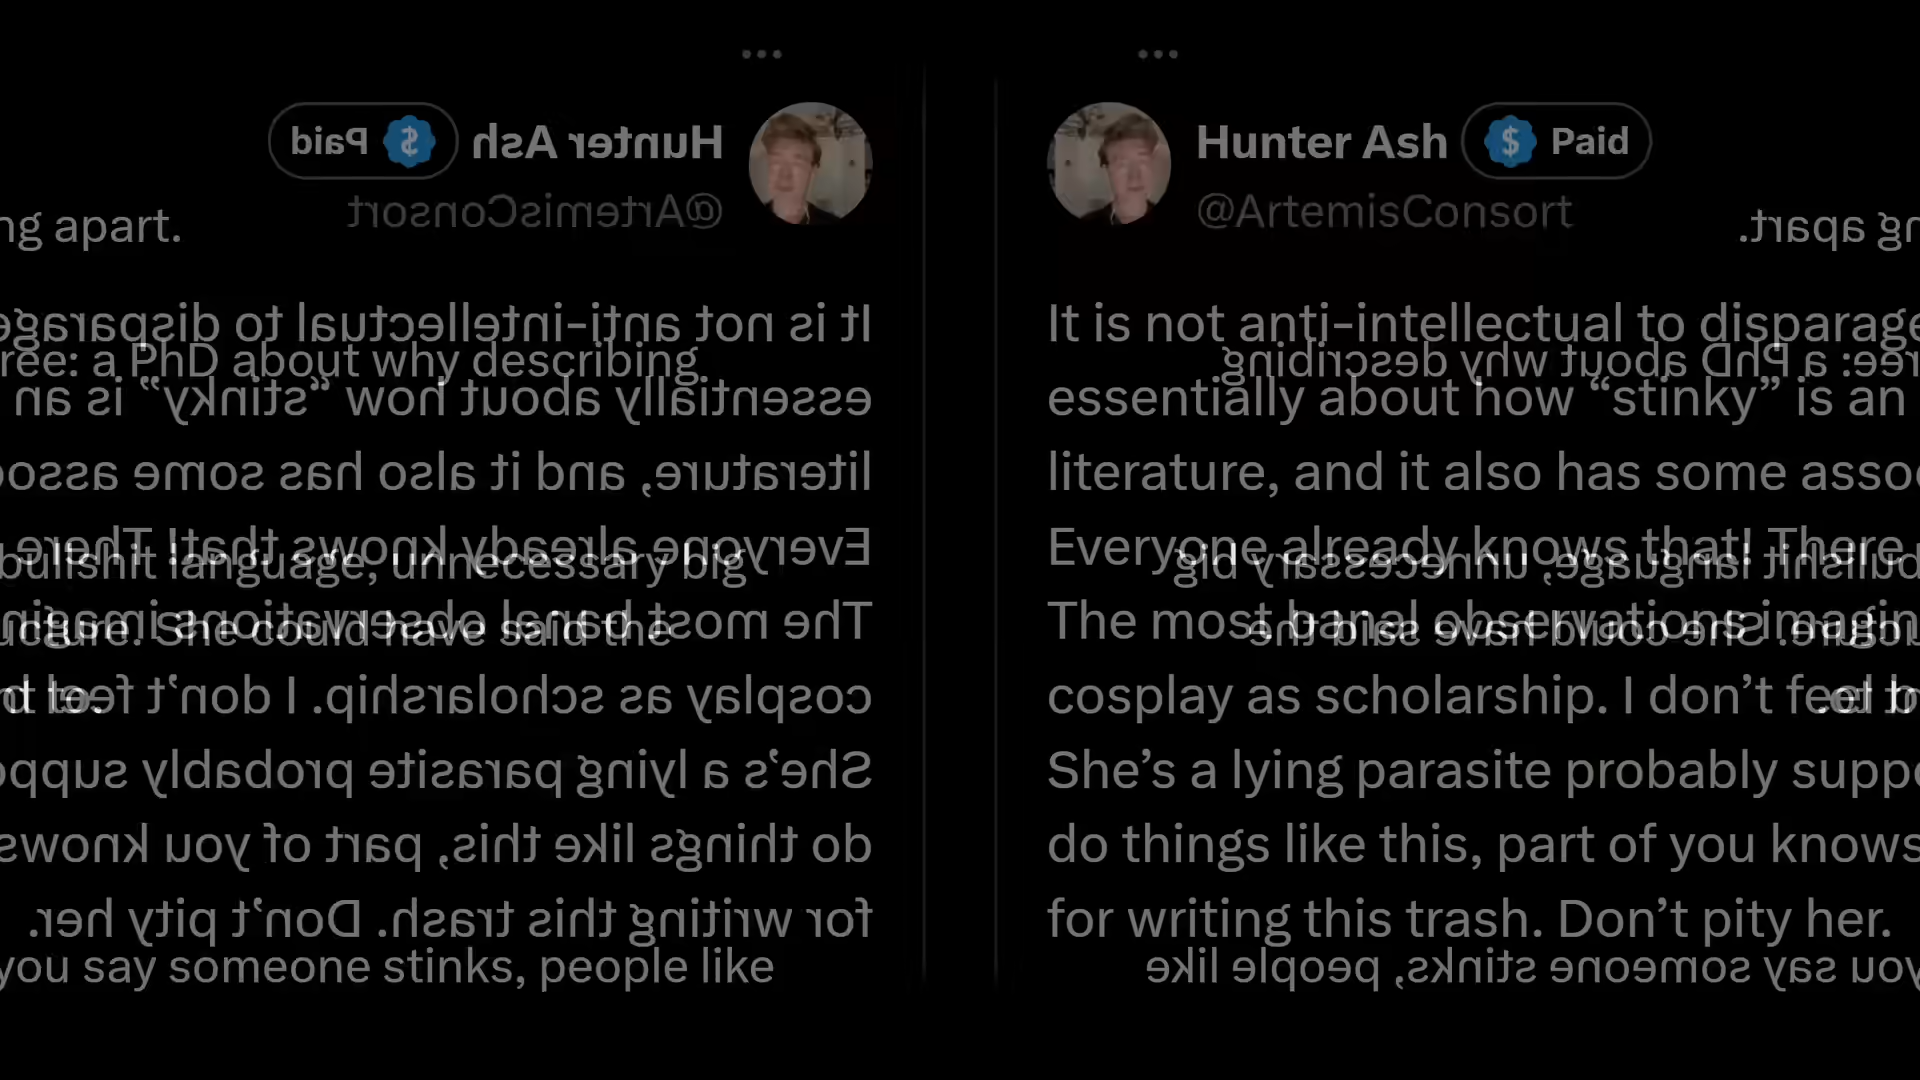 Hunter Ash Paid
@ArtemisConsort
ng apart.
It is not anti-intellectual to disparage
ree: a PhD about why describing
essentially about how “stinky” is an
literature, and it also has some asso
Everyone already knows that! There
bullshit language, unnecessary big
The most banal observations imagin
She could have said the
cosplay as scholarship. I don’t feel
She’s a lying parasite probably supp
do things like this, part of you knows
for writing this trash. Don’t pity her.
you say someone stinks, people like